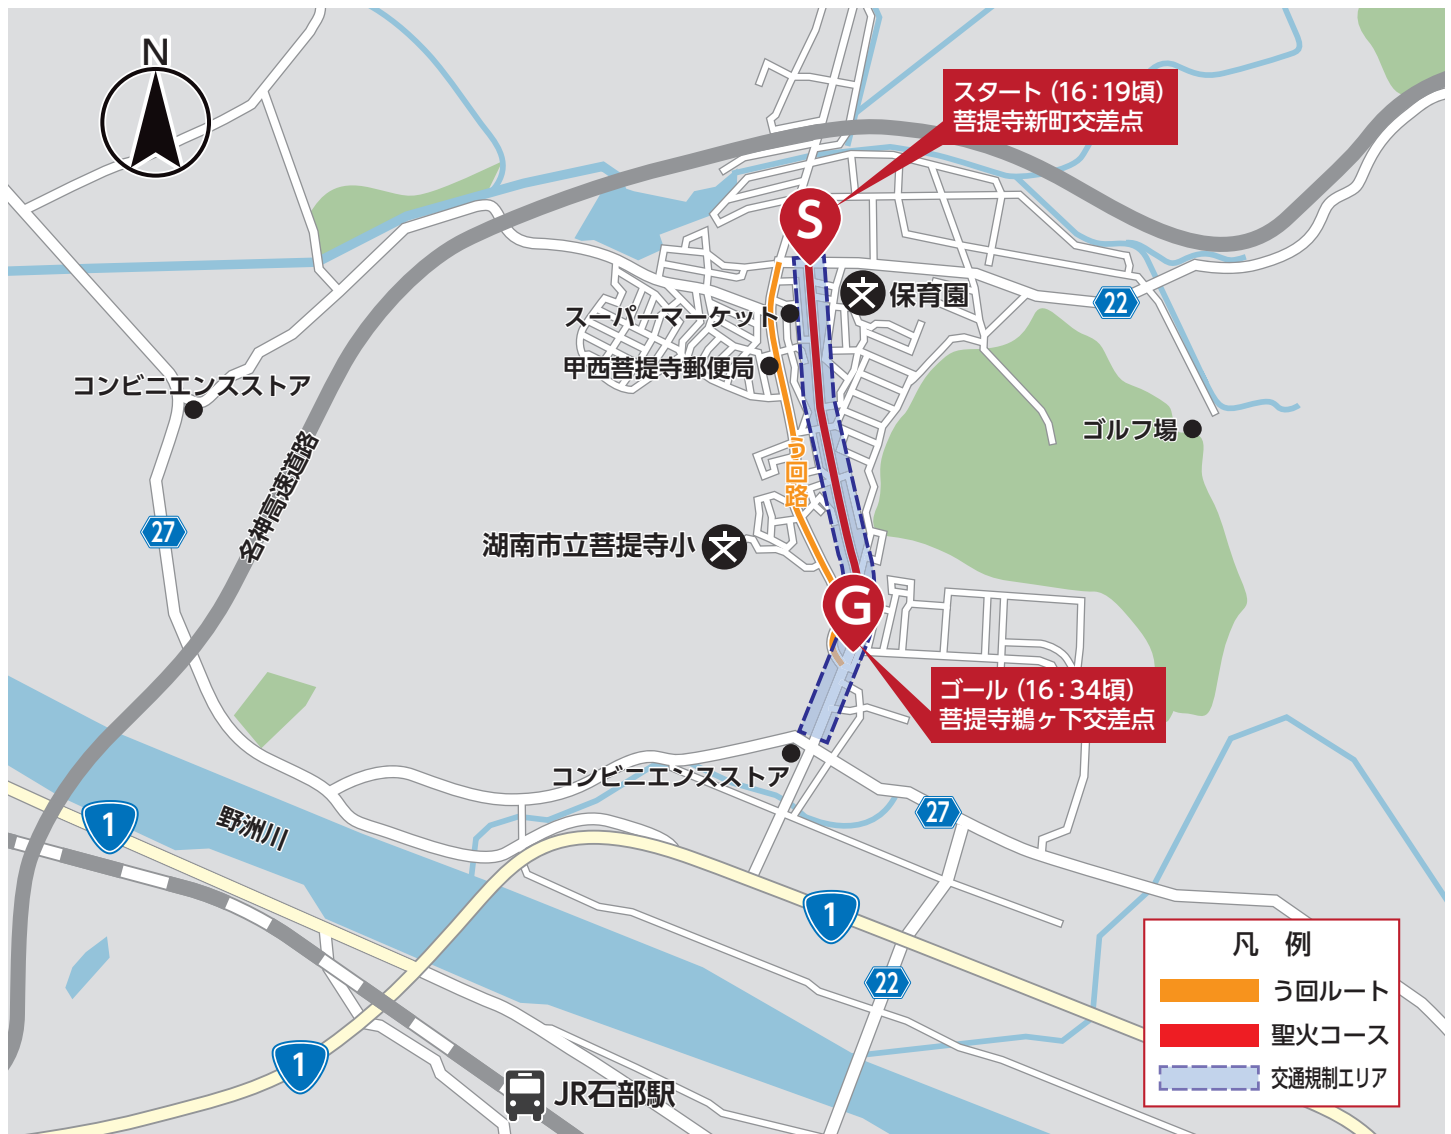 N
スタート（16：19頃）
菩提寺新町交差点
S
保育園
22
スーパーマーケット
甲西菩提寺郵便局
コンビニエンスストア
ゴルフ場
名神高速道路
う回路
27
湖南市立菩提寺小
G
ゴール（16：34頃）
菩提寺鵜ヶ下交差点
コンビニエンスストア
27
1
野洲川
1
22
凡 例
う回ルート
聖火コース
交通規制エリア
1
JR石部駅